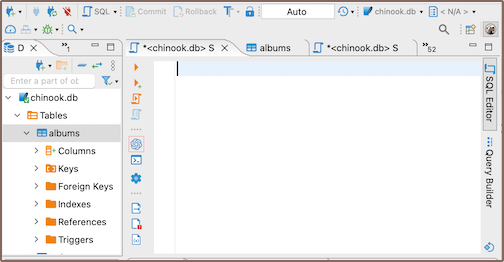 SQL Commit Rollback T Auto chinook.db < N/A >
D »1 *<chinook.db> S albums *<chinook.db> S »52
Enter a part of ob
chinook.db
Tables
albums
Columns
Keys
Foreign Keys
Indexes
References
Triggers
SQL Editor
Query Builder